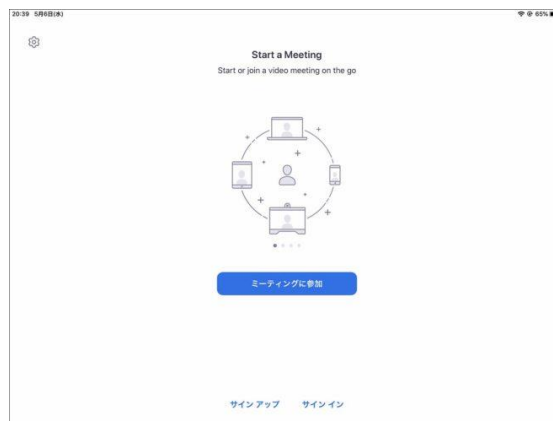 20:39 5月6日(水) 65%
Start a Meeting
Start or join a video meeting on the go
ミーティングに参加
サイン アップ サイン イン